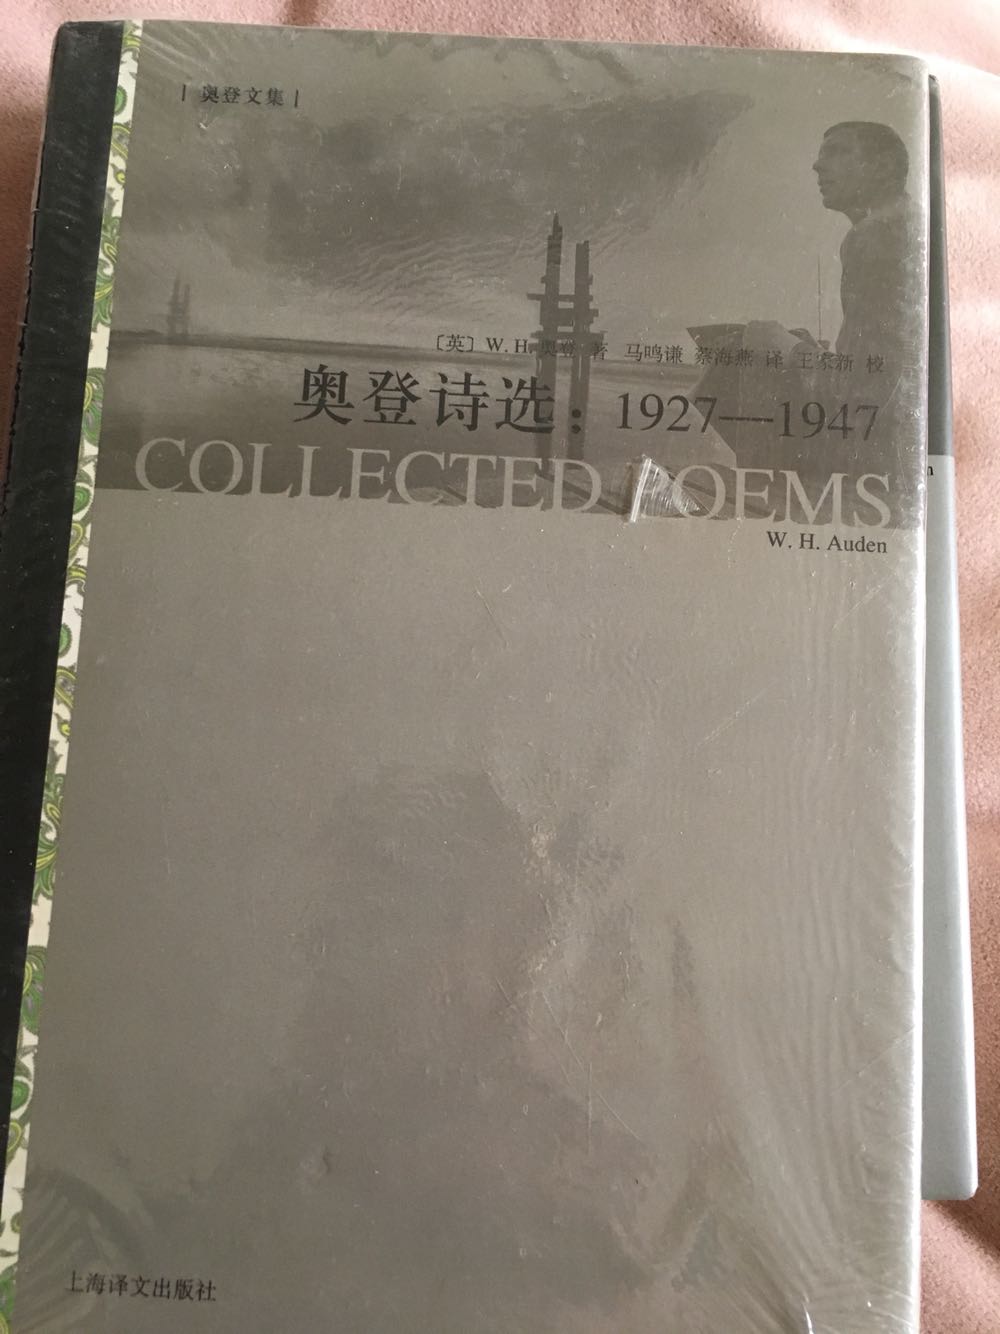 | 奥登文集 |
〔英〕 W. H. 奥登 著 马鸣谦 蔡海燕 译 王家新 校
奥登诗选：1927—1947
COLLECTED POEMS
W. H. Auden
n
上海译文出版社